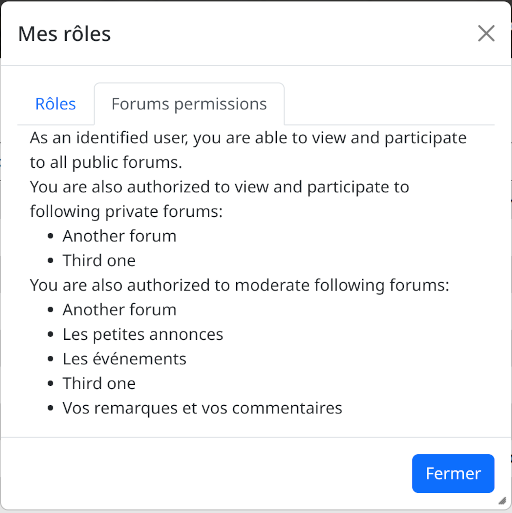 Mes rôles
Rôles
Forums permissions
As an identified user, you are able to view and participate
to all public forums.
You are also authorized to view and participate to
following private forums:
• Another forum
• Third one
You are also authorized to moderate following forums:
• Another forum
• Les petites annonces
• Les événements
• Third one
• Vos remarques et vos commentaires
Fermer